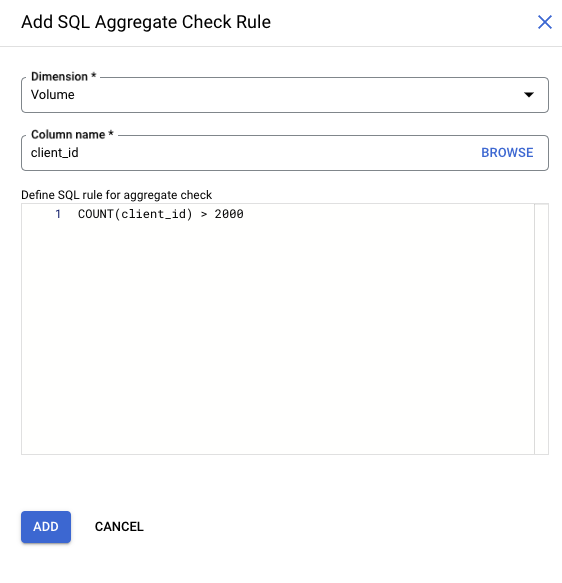 Add SQL Aggregate Check Rule
Dimension *
Volume
Column name *
client_id BROWSE
Define SQL rule for aggregate check
1 COUNT(client_id) > 2000
ADD CANCEL